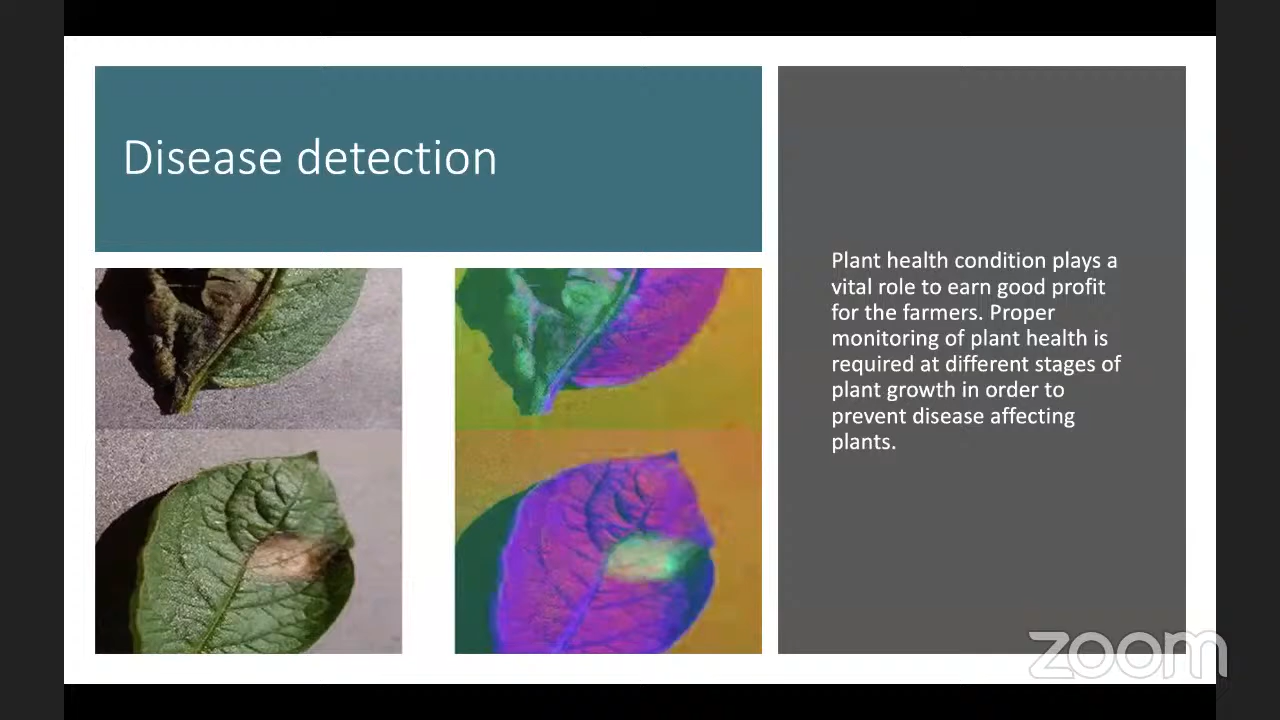 Disease detection
Plant health condition plays a
vital role to earn good profit
for the farmers. Proper
monitoring of plant health is
required at different stages of
plant growth in order to
prevent disease affecting
plants.
zoom